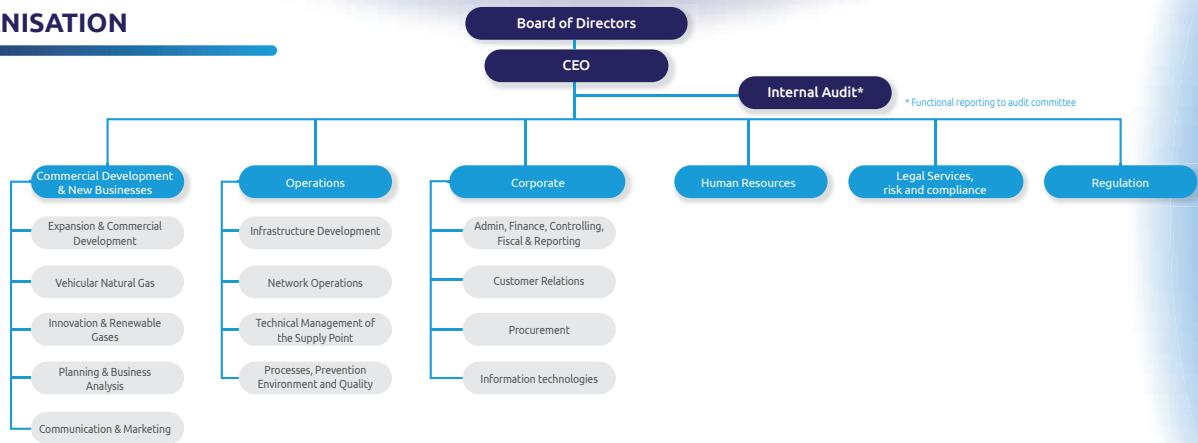 NISATION
Board of Directors
CEO
Internal Audit*
* Functional reporting to audit committee
Commercial Development
& New Businesses
Operations
Corporate
Human Resources
Legal Services,
risk and compliance
Regulation
Expansion & Commercial
Development
Vehicular Natural Gas
Innovation & Renewable
Gases
Planning & Business
Analysis
Communication & Marketing
Infrastructure Development
Network Operations
Technical Management of
the Supply Point
Processes, Prevention
Environment and Quality
Admin, Finance, Controlling,
Fiscal & Reporting
Customer Relations
Procurement
Information technologies